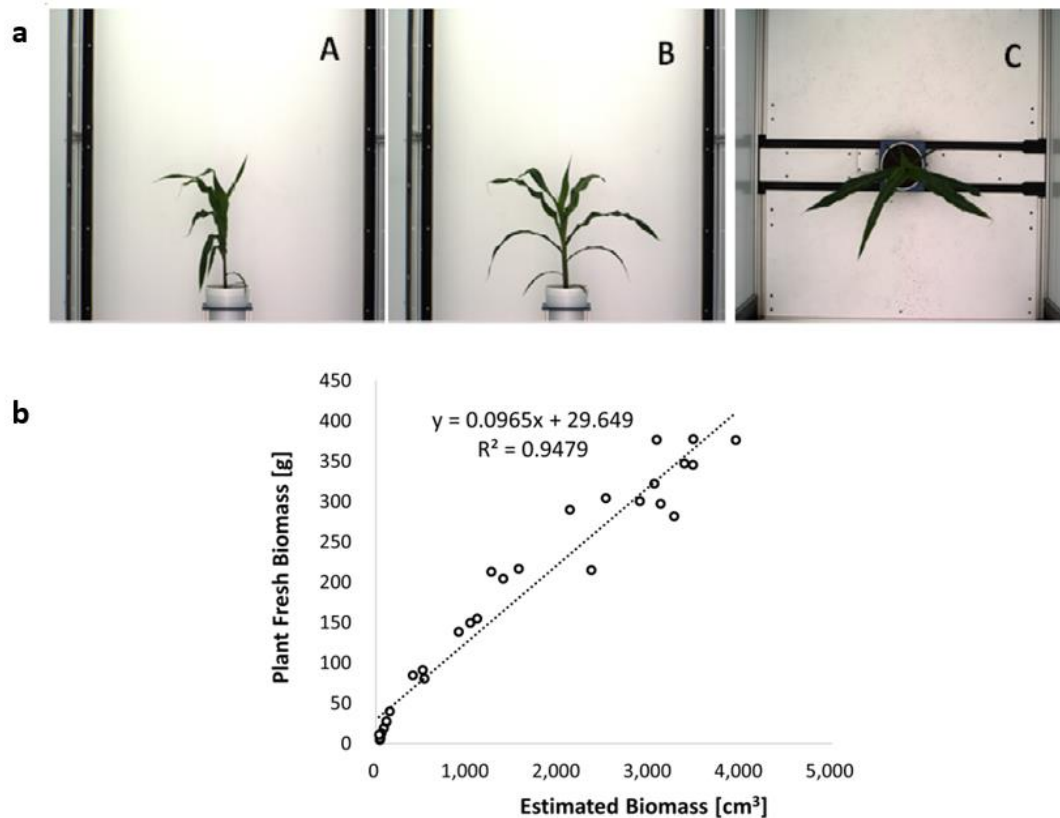 a
A
B
C
b
450
400
350
300
250
200
150
100
50
0
y = 0.0965x + 29.649
R² = 0.9479
Plant Fresh Biomass [g]
0 1,000 2,000 3,000 4,000 5,000
Estimated Biomass [cm³]